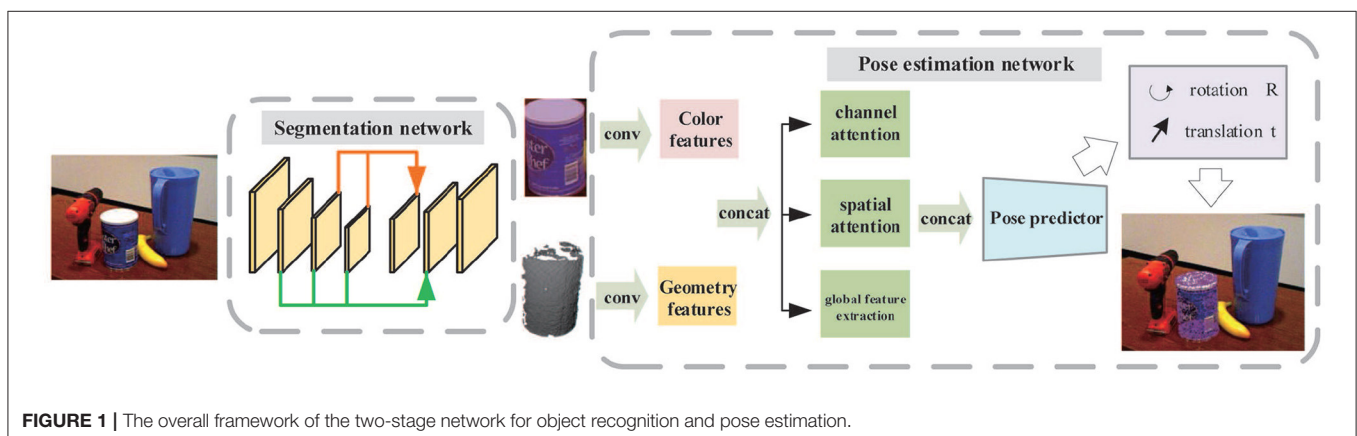 Segmentation network
Pose estimation network
conv
Color
features
conv
Geometry
features
concat
channel
attention
spatial
attention
global feature
extraction
concat
Pose predictor
rotation R
translation t
FIGURE 1 | The overall framework of the two-stage network for object recognition and pose estimation.